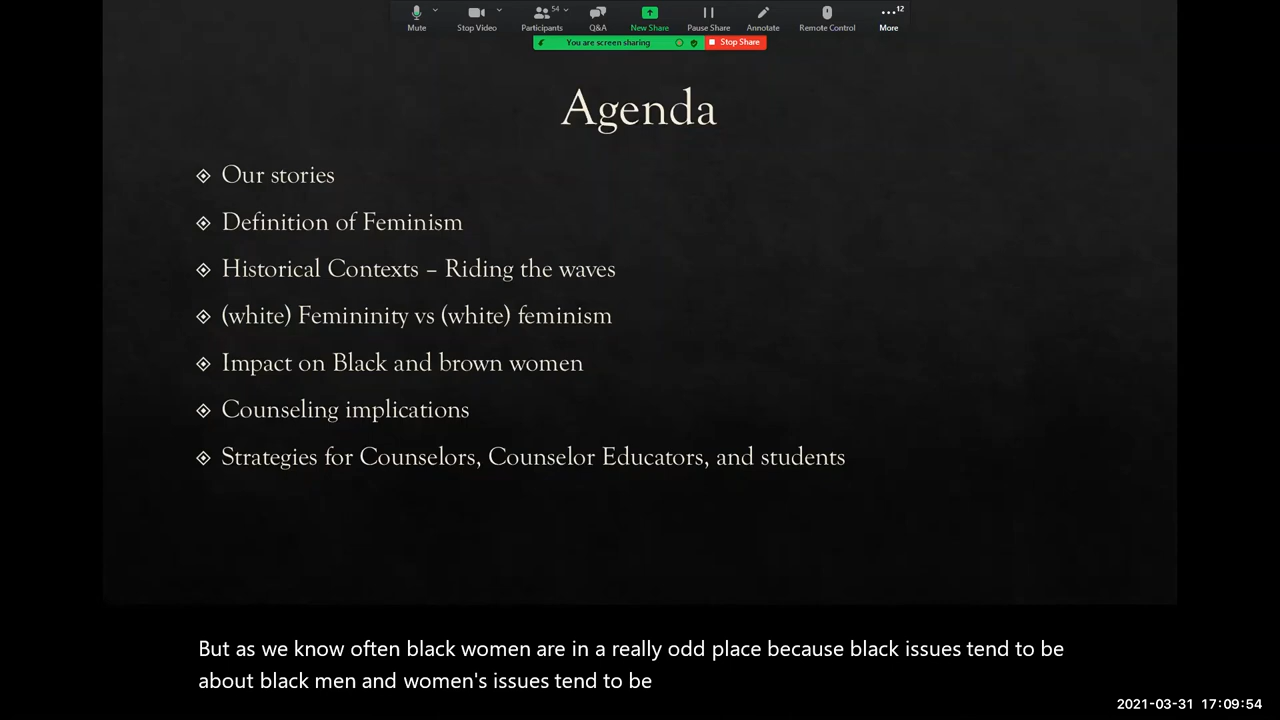 54
12
Mute
Stop Video
Participants
Q&A
New Share
Pause Share
Annotate
Remote Control
More
You are screen sharing
Stop Share
Agenda
Our stories
Definition of Feminism
Historical Contexts – Riding the waves
(white) Femininity vs (white) feminism
Impact on Black and brown women
Counseling implications
Strategies for Counselors, Counselor Educators, and students
But as we know often black women are in a really odd place because black issues tend to be
about black men and women's issues tend to be
2021-03-31 17:09:54